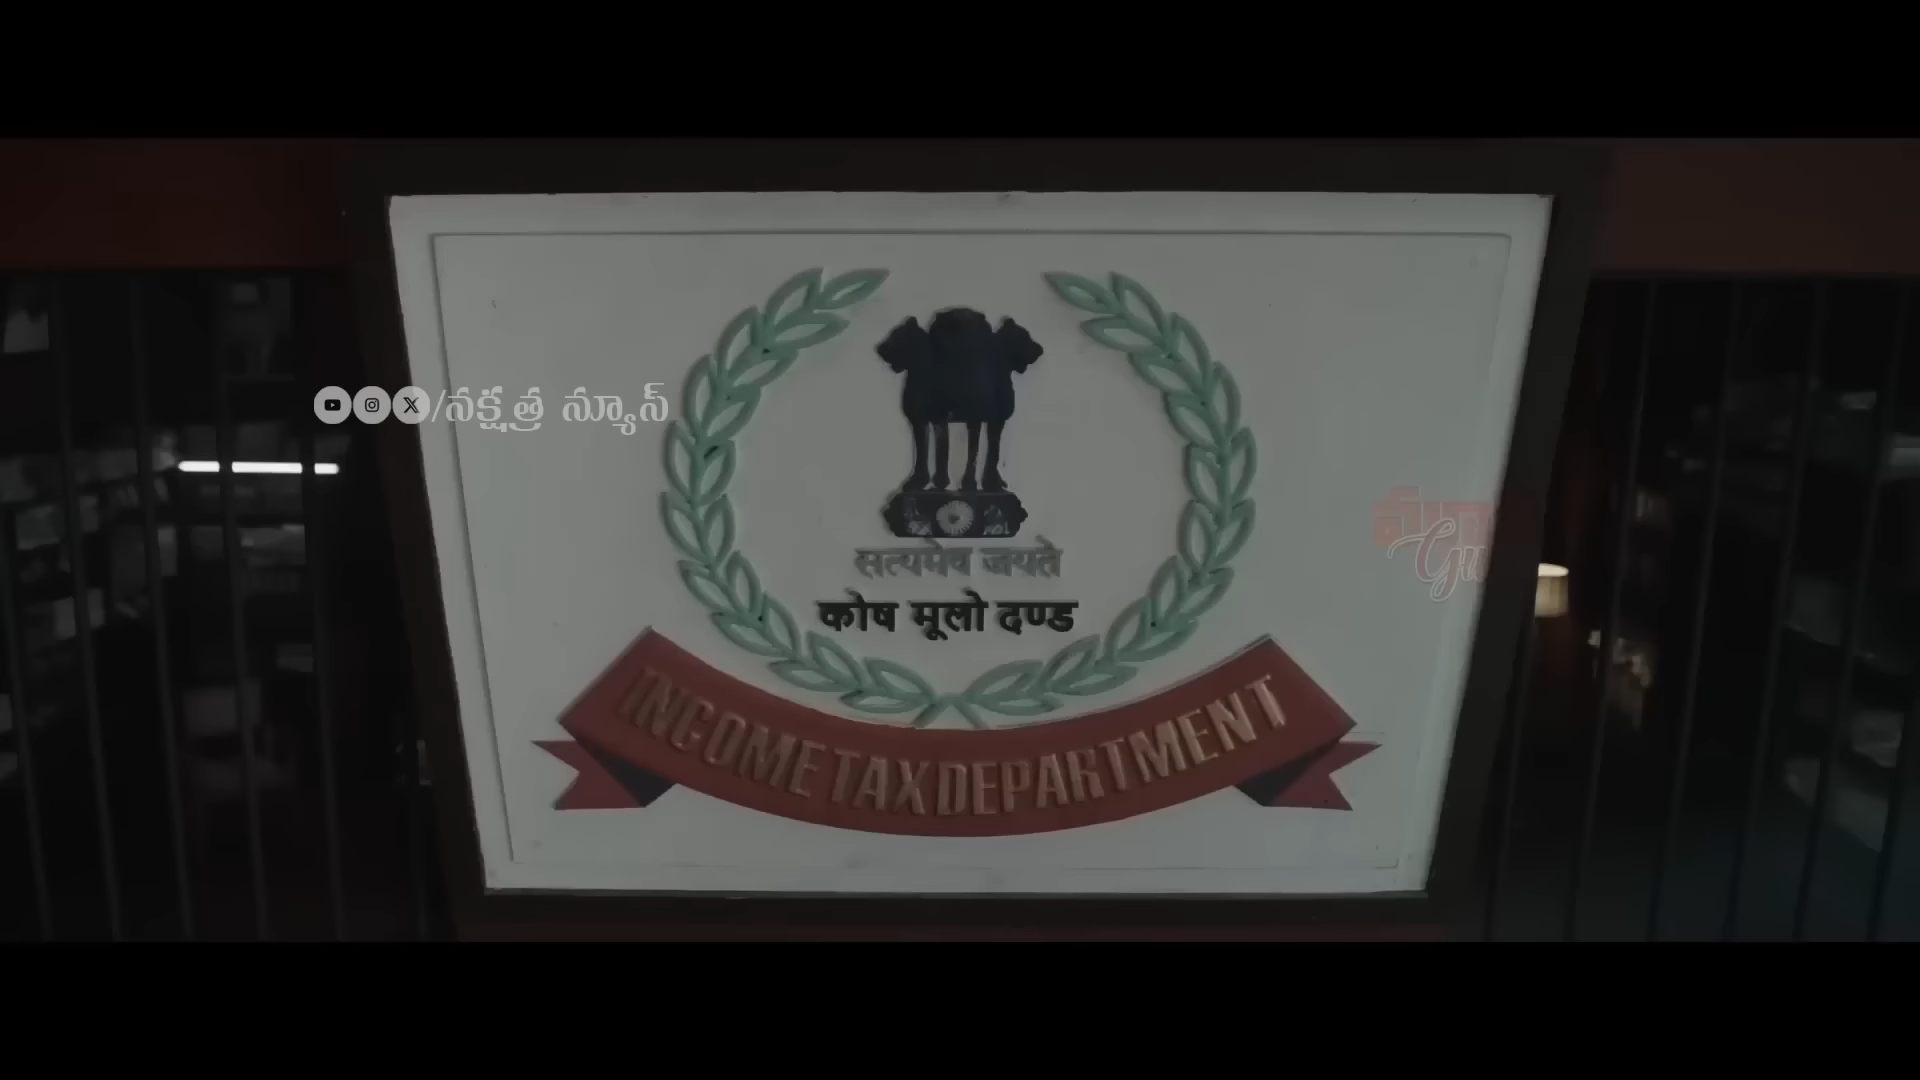 /నక్షత్ర న్యూస్
सत्यमेव जयते
कोष मूलो दण्ड
INCOME TAX DEPARTMENT